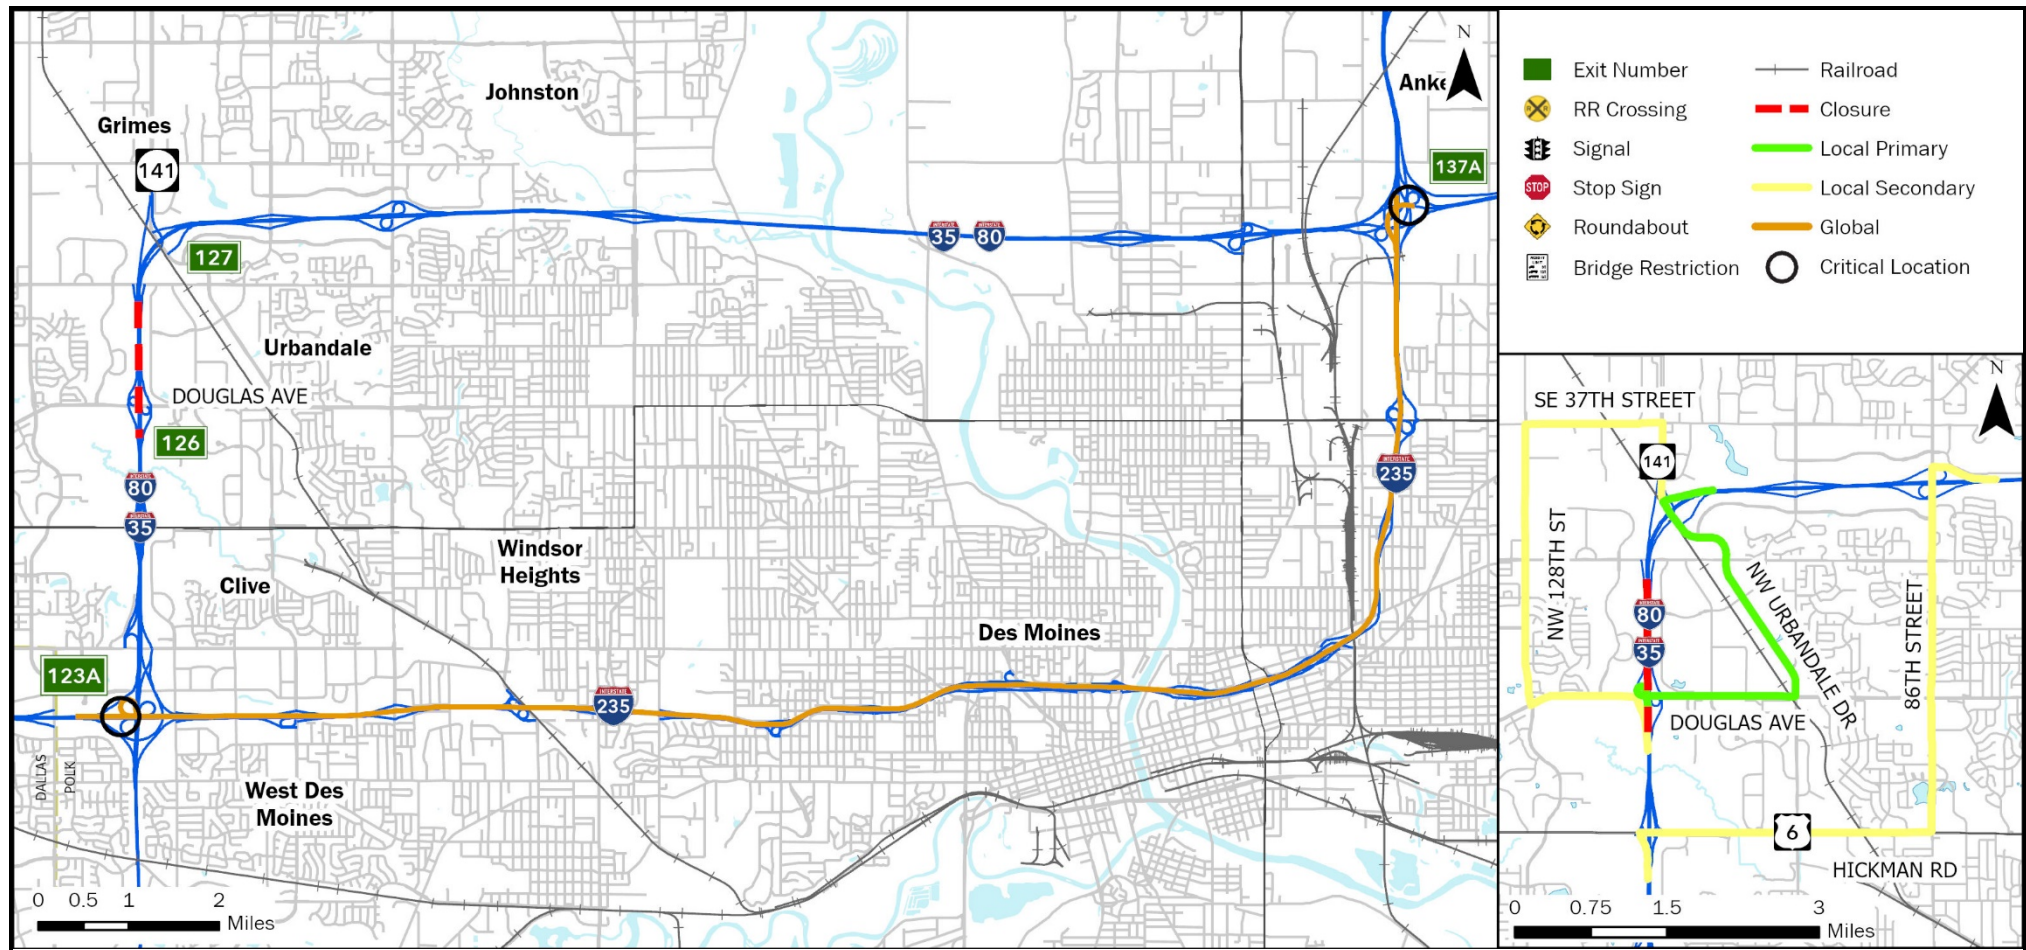 N
Johnston
Anke
Grimes
141
137A
127
35
80
Urbandale
DOUGLAS AVE
126
INTERSTATE
235
80
35
Windsor
Heights
Clive
Des Moines
123A
INTERSTATE
235
DALLAS
POLK
West Des
Moines
0 0.5 1 2
Miles
Exit Number
RR Crossing
Signal
STOP
Stop Sign
Roundabout
Bridge Restriction
Railroad
Closure
Local Primary
Local Secondary
Global
Critical Location
N
SE 37TH STREET
141
NW 128TH ST
80
35
NW URBANDALE DR
86TH STREET
DOUGLAS AVE
6
HICKMAN RD
0 0.75 1.5 3
Miles